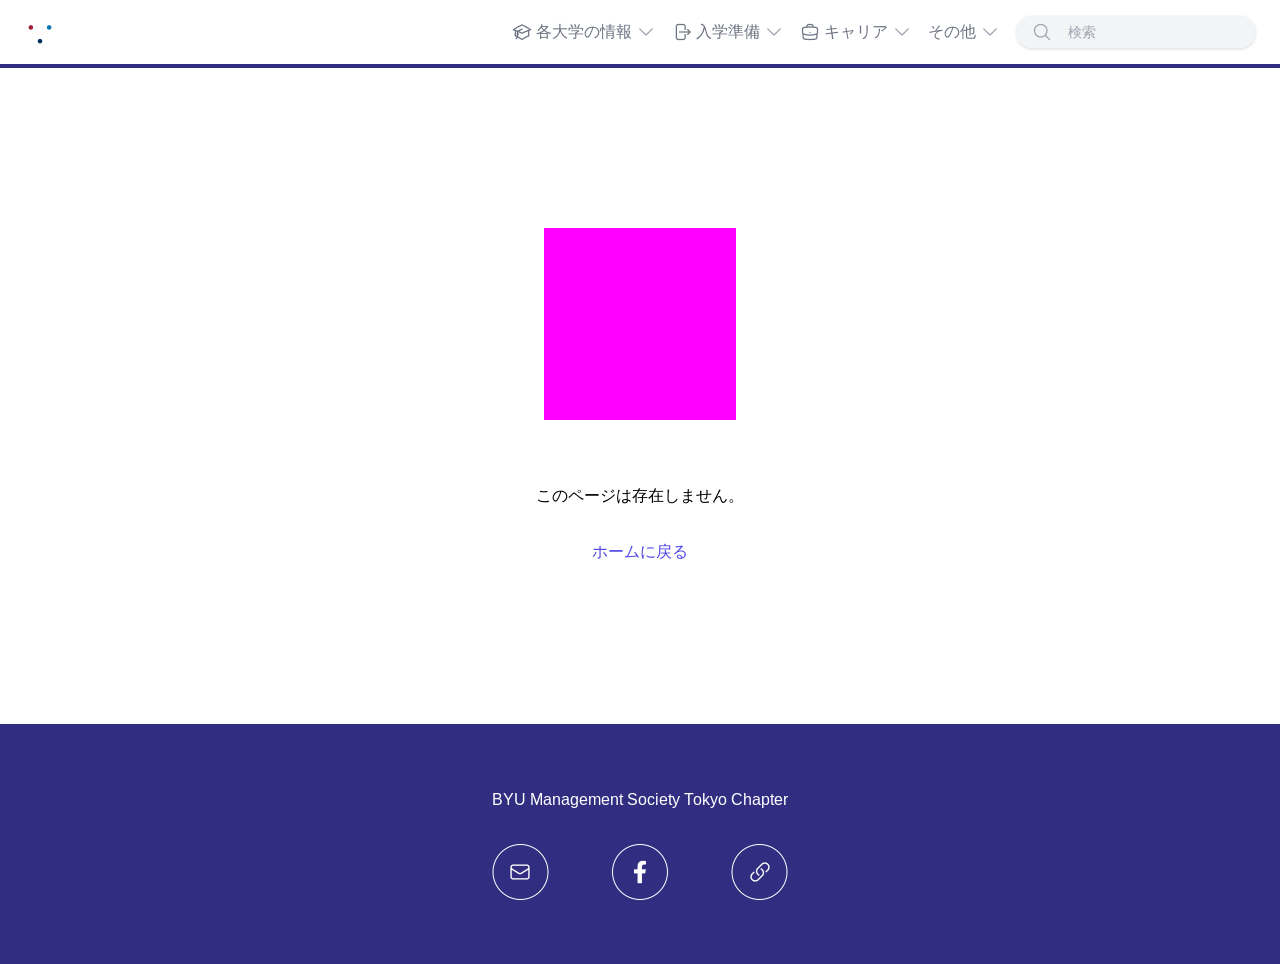 各大学の情報 入学準備 キャリア その他 検索
このページは存在しません。
ホームに戻る
BYU Management Society Tokyo Chapter